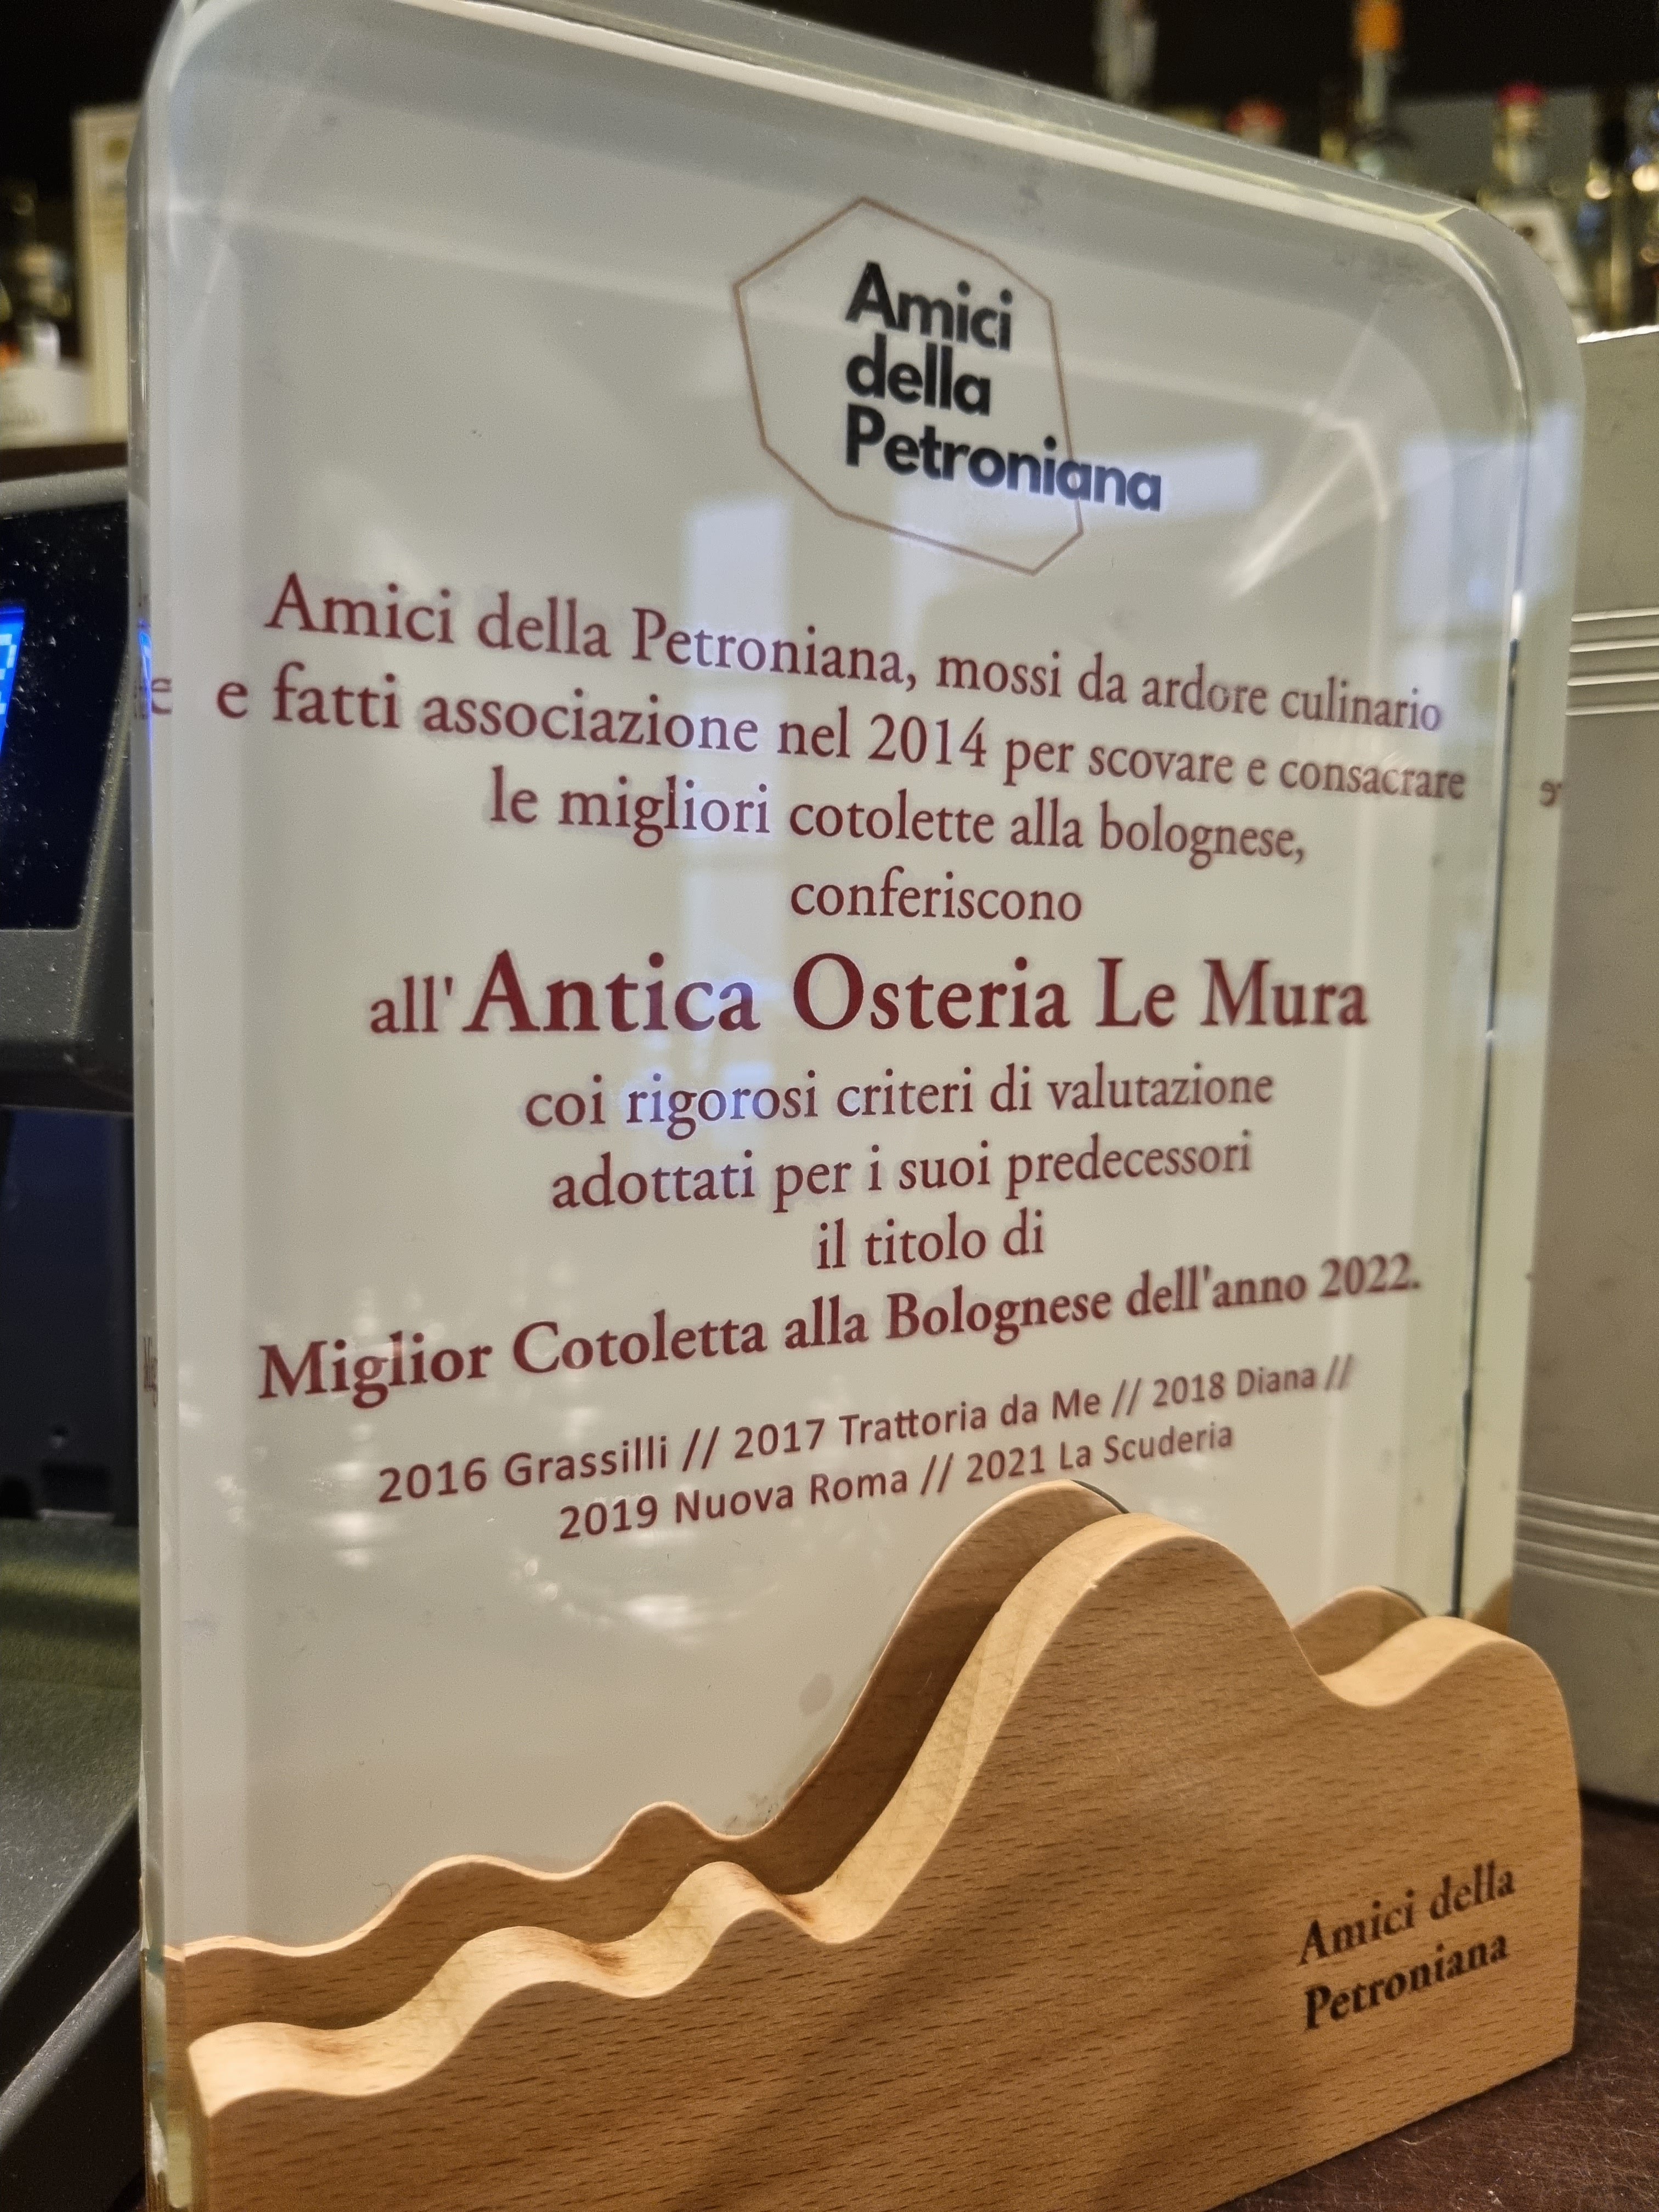 Amici
della
Petroniana
Amici della Petroniana, mossi da ardore culinario
e fatti associazione nel 2014 per scovare e consacrare
le migliori cotolette alla bolognese,
conferiscono
all'Antica Osteria Le Mura
coi rigorosi criteri di valutazione
adottati per i suoi predecessori
il titolo di
Miglior Cotoletta alla Bolognese dell'anno 2022.
2016 Grassilli // 2017 Trattoria da Me // 2018 Diana //
2019 Nuova Roma // 2021 La Scuderia
Amici della
Petroniana